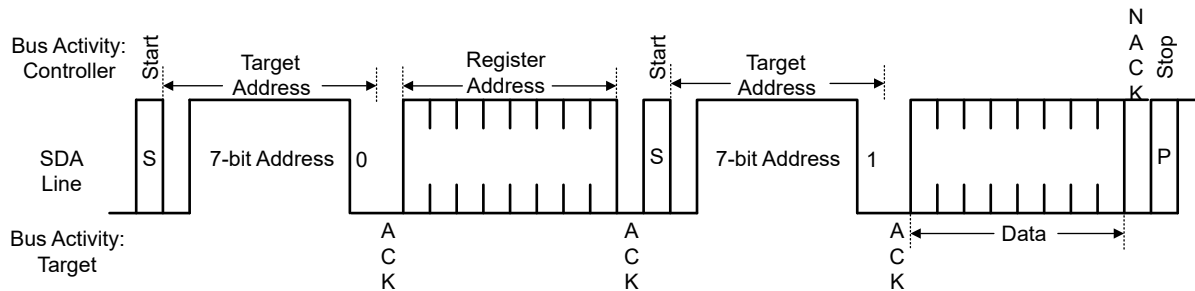 Bus Activity:
Controller
Start
Target
Address
Register
Address
Start
Target
Address
N
A
C
K
Stop
SDA
Line
S
7-bit Address
0
S
7-bit Address
1
P
Bus Activity:
Target
A
C
K
A
C
K
A
C
K
Data